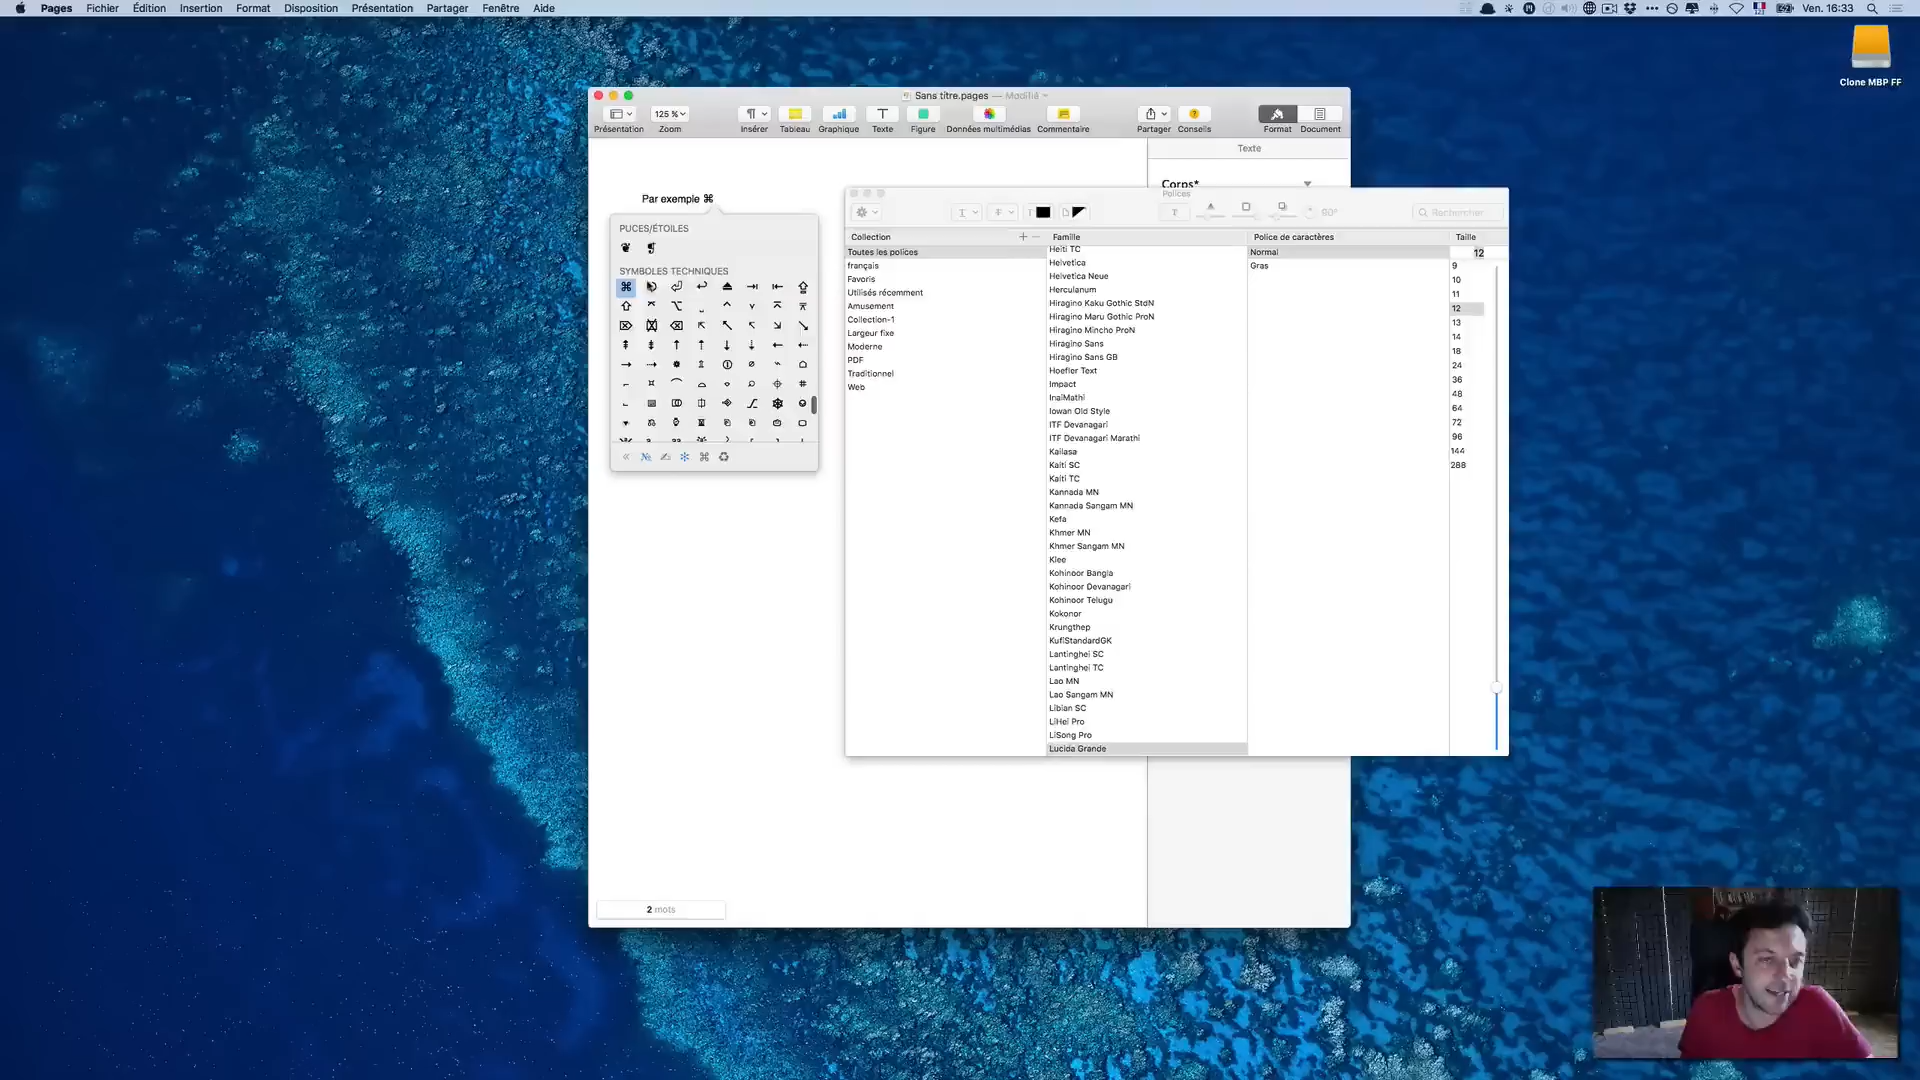 Pages Fichier Édition Insertion Format Disposition Présentation Partager Fenêtre Aide
Ven. 16:33
Clone MBP FF
Sans titre.pages — Modifié
125 %
Présentation Zoom Insérer Tableau Graphique Texte Figure Données multimédias Commentaire Partager Conseils Format Document
Texte
Corps*
Par exemple ⌘
PUCES/ÉTOILES
SYMBOLES TECHNIQUES
2 mots
Polices
90°
Rechercher
Collection
Toutes les polices
français
Favoris
Utilisés récemment
Amusement
Collection-1
Largeur fixe
Moderne
PDF
Traditionnel
Web
Famille
Heiti TC
Helvetica
Helvetica Neue
Herculanum
Hiragino Kaku Gothic StdN
Hiragino Maru Gothic ProN
Hiragino Mincho ProN
Hiragino Sans
Hiragino Sans GB
Hoefler Text
Impact
InaiMathi
Iowan Old Style
ITF Devanagari
ITF Devanagari Marathi
Kailasa
Kaiti SC
Kaiti TC
Kannada MN
Kannada Sangam MN
Kefa
Khmer MN
Khmer Sangam MN
Klee
Kohinoor Bangla
Kohinoor Devanagari
Kohinoor Telugu
Kokonor
Krungthep
KufiStandardGK
Lantinghei SC
Lantinghei TC
Lao MN
Lao Sangam MN
Libian SC
LiHei Pro
LiSong Pro
Lucida Grande
Police de caractères
Normal
Gras
Taille
12
9
10
11
12
13
14
18
24
36
48
64
72
96
144
288